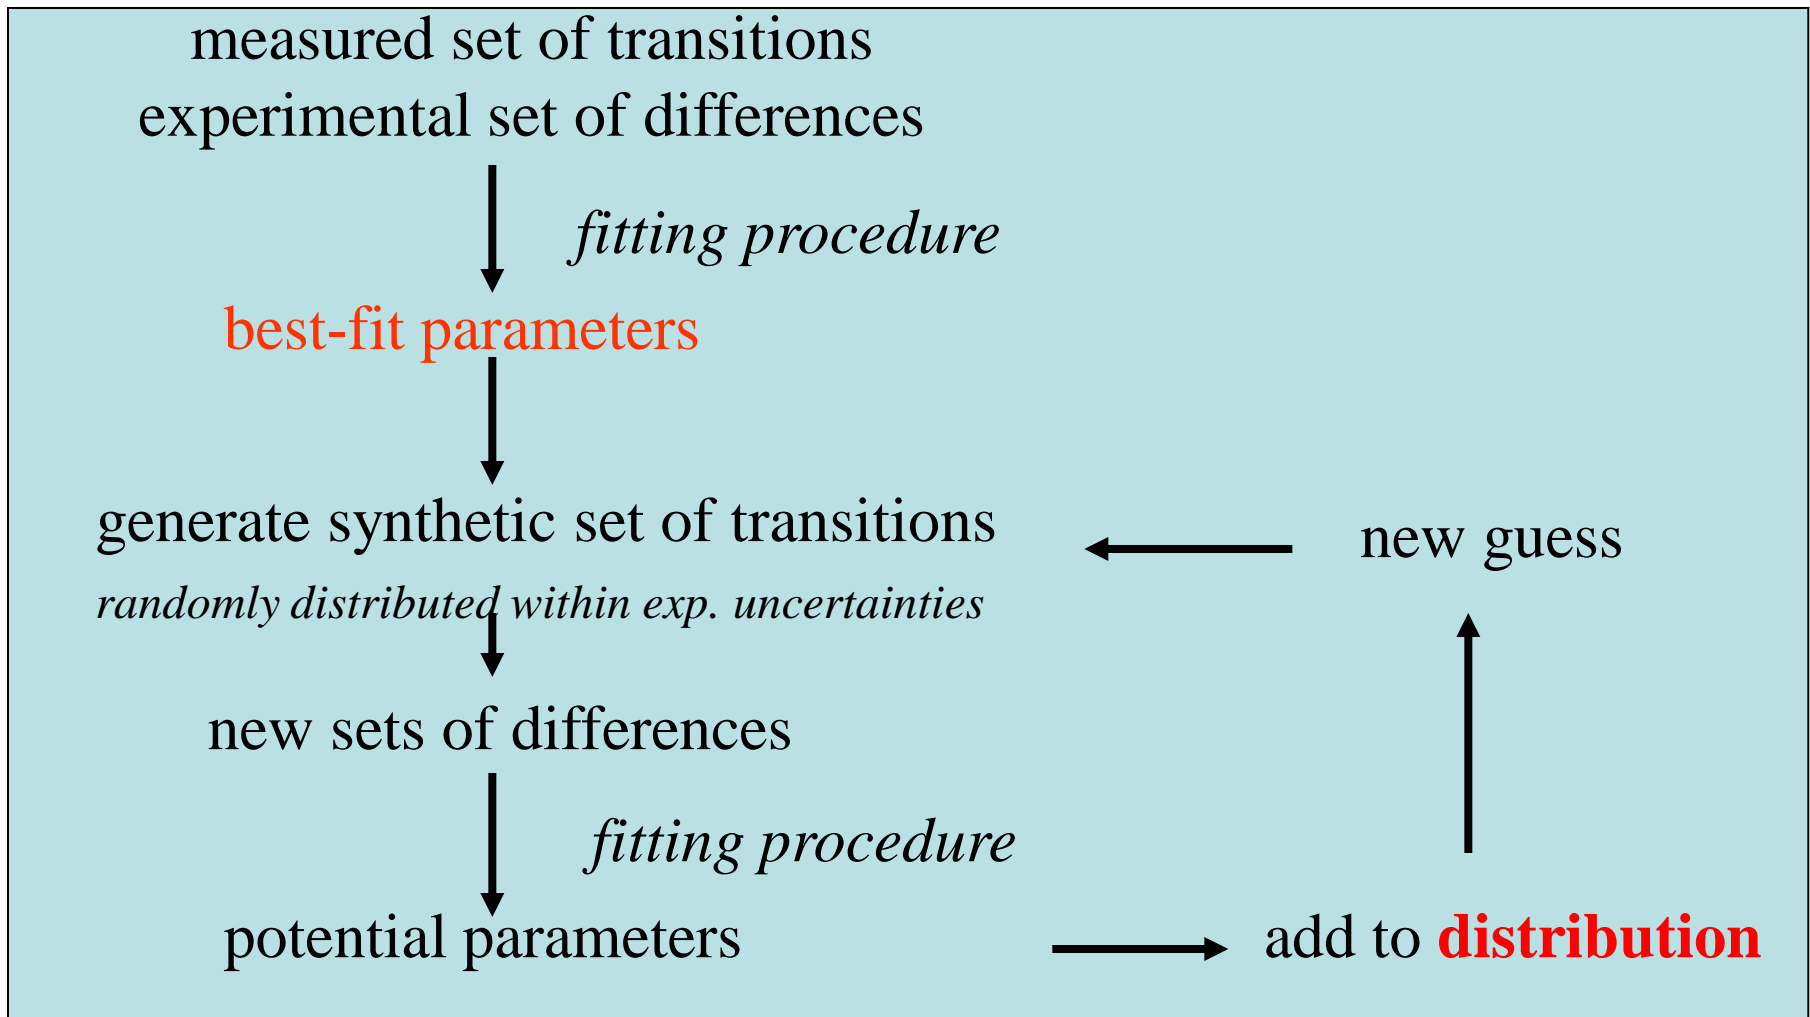 measured set of transitions
experimental set of differences
fitting procedure
best-fit parameters
generate synthetic set of transitions
new guess
randomly distributed within exp. uncertainties
new sets of differences
fitting procedure
potential parameters
add to distribution